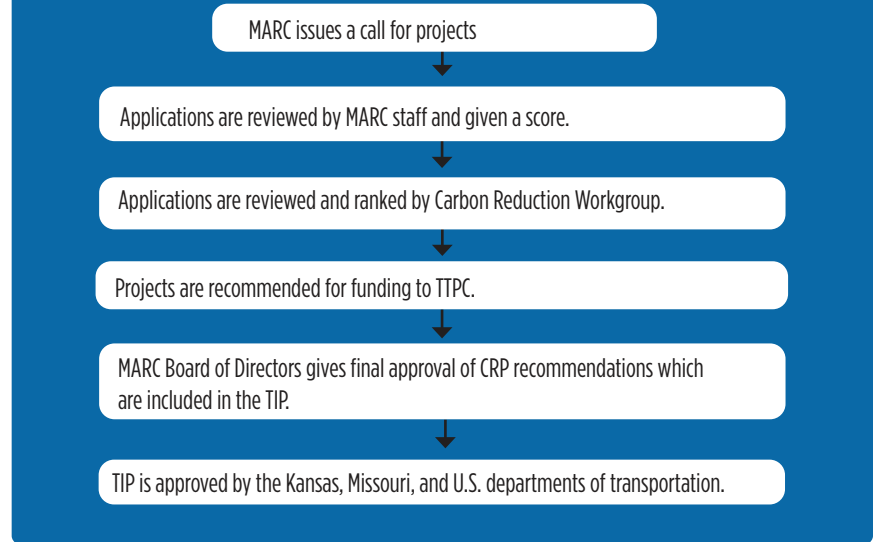 MARC issues a call for projects
Applications are reviewed by MARC staff and given a score.
Applications are reviewed and ranked by Carbon Reduction Workgroup.
Projects are recommended for funding to TTPC.
MARC Board of Directors gives final approval of CRP recommendations which
are included in the TIP.
TIP is approved by the Kansas, Missouri, and U.S. departments of transportation.